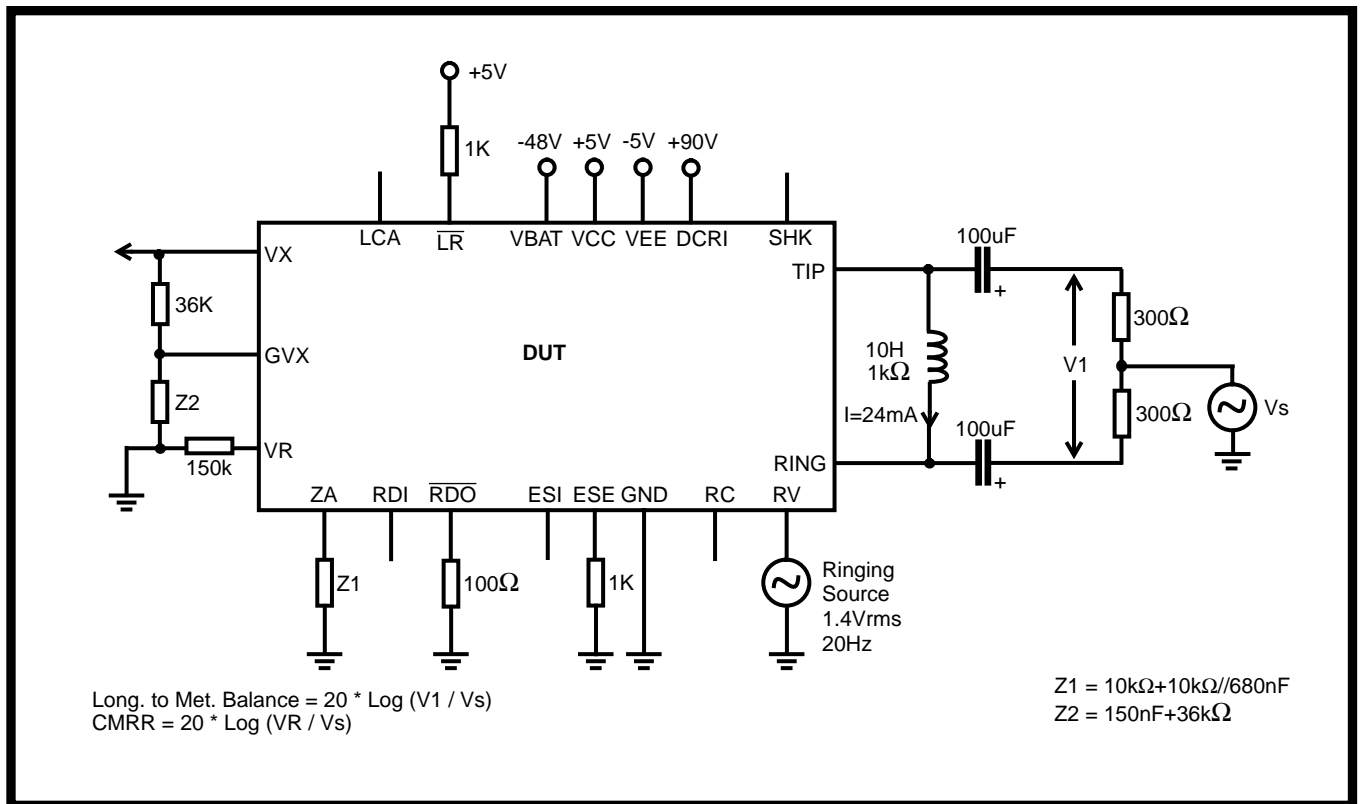 +5V
1K
-48V +5V -5V +90V
LCA LR VBAT VCC VEE DCRI SHK
VX
TIP
100uF
+
36K
300Ω
GVX
DUT
10H
1kΩ
V1
Z2
I=24mA
300Ω
Vs
VR
100uF
150k
RING
+
ZA RDI RDO ESI ESE GND RC RV
Z1
100Ω
1K
Ringing
Source
1.4Vrms
20Hz
Long. to Met. Balance = 20 * Log (V1 / Vs)
CMRR = 20 * Log (VR / Vs)
Z1 = 10kΩ+10kΩ//680nF
Z2 = 150nF+36kΩ